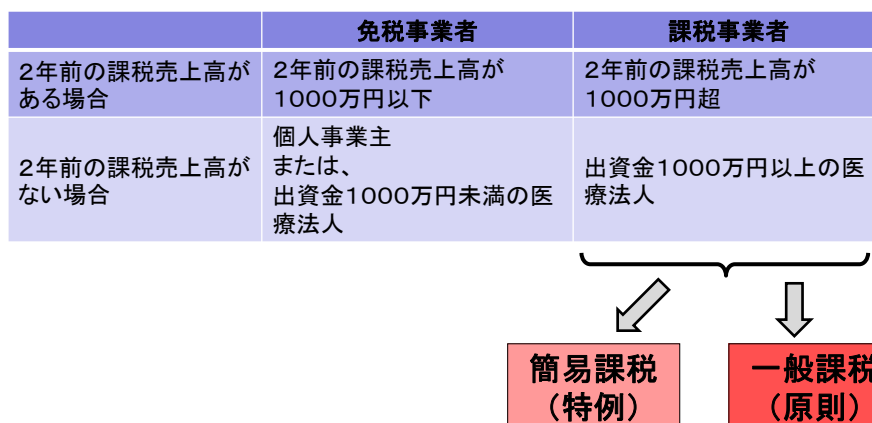 免税事業者
課税事業者
2年前の課税売上高が
ある場合
2年前の課税売上高が
1000万円以下
2年前の課税売上高が
1000万円超
2年前の課税売上高が
ない場合
個人事業主
または、
出資金1000万円未満の医
療法人
出資金1000万円以上の医
療法人
簡易課税
（特例）
一般課税
（原則）